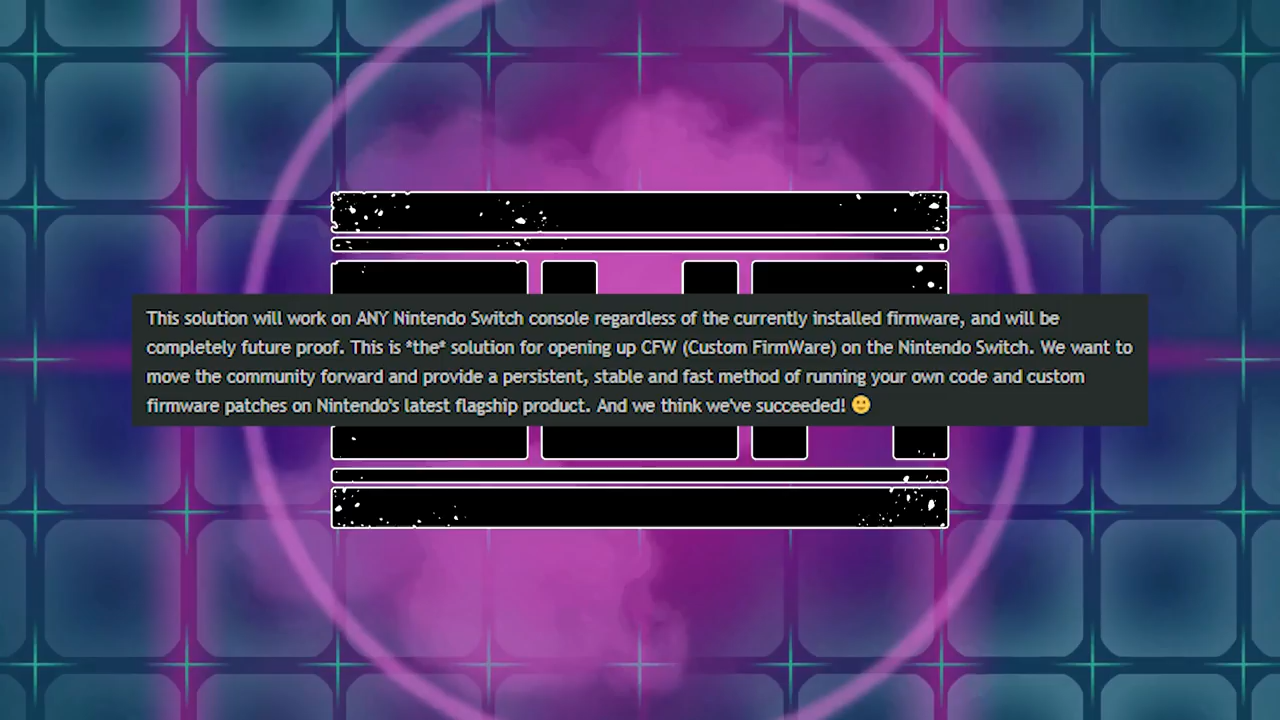 This solution will work on ANY Nintendo Switch console regardless of the currently installed firmware, and will be
completely future proof. This is *the* solution for opening up CFW (Custom FirmWare) on the Nintendo Switch. We want to
move the community forward and provide a persistent, stable and fast method of running your own code and custom
firmware patches on Nintendo's latest flagship product. And we think we've succeeded! 🙂